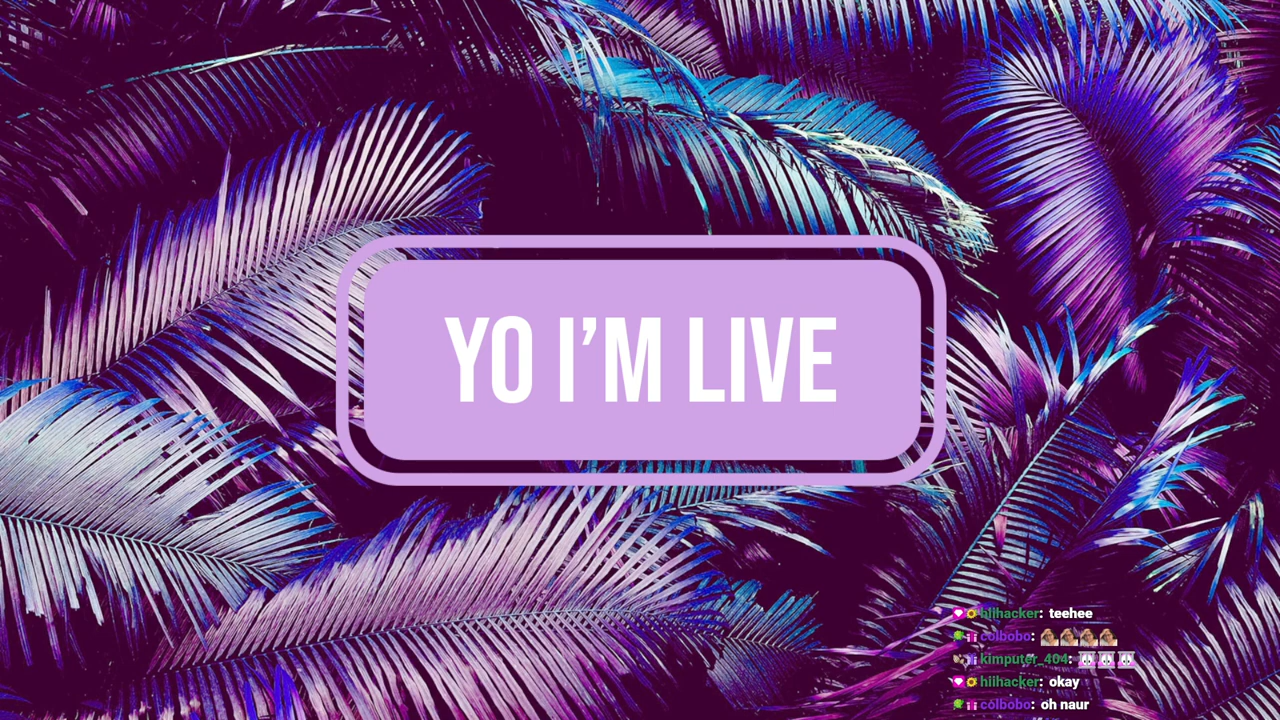 YO I’M LIVE
hiihacker: teehee
colbobo:
kimputer_404:
hiihacker: okay
colbobo: oh naur